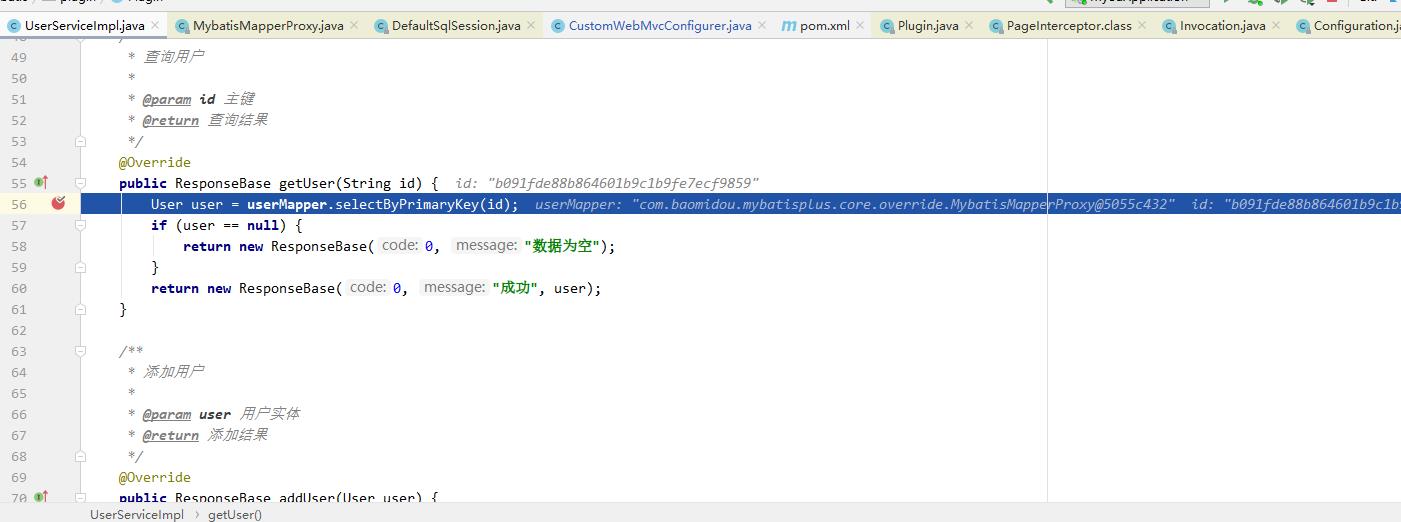 plugin
UserServiceImpl.java MybatisMapperProxy.java DefaultSqlSession.java CustomWebMvcConfigurer.java pom.xml Plugin.java PageInterceptor.class Invocation.java Configuration.j
49 * 查询用户
50 *
51 * @param id 主键
52 * @return 查询结果
53 */
54 @Override
55 public ResponseBase getUser(String id) { id: "b091fde88b864601b9c1b9fe7ecf9859"
56 User user = userMapper.selectByPrimaryKey(id); userMapper: "com.baomidou.mybatisplus.core.override.MybatisMapperProxy@5055c432" id: "b091fde88b864601b9c1b9
57 if (user == null) {
58 return new ResponseBase( code: 0, message: "数据为空");
59 }
60 return new ResponseBase( code: 0, message: "成功", user);
61 }
62
63 /**
64 * 添加用户
65 *
66 * @param user 用户实体
67 * @return 添加结果
68 */
69 @Override
70 public ResponseBase addUser(User user) {
UserServiceImpl › getUser()